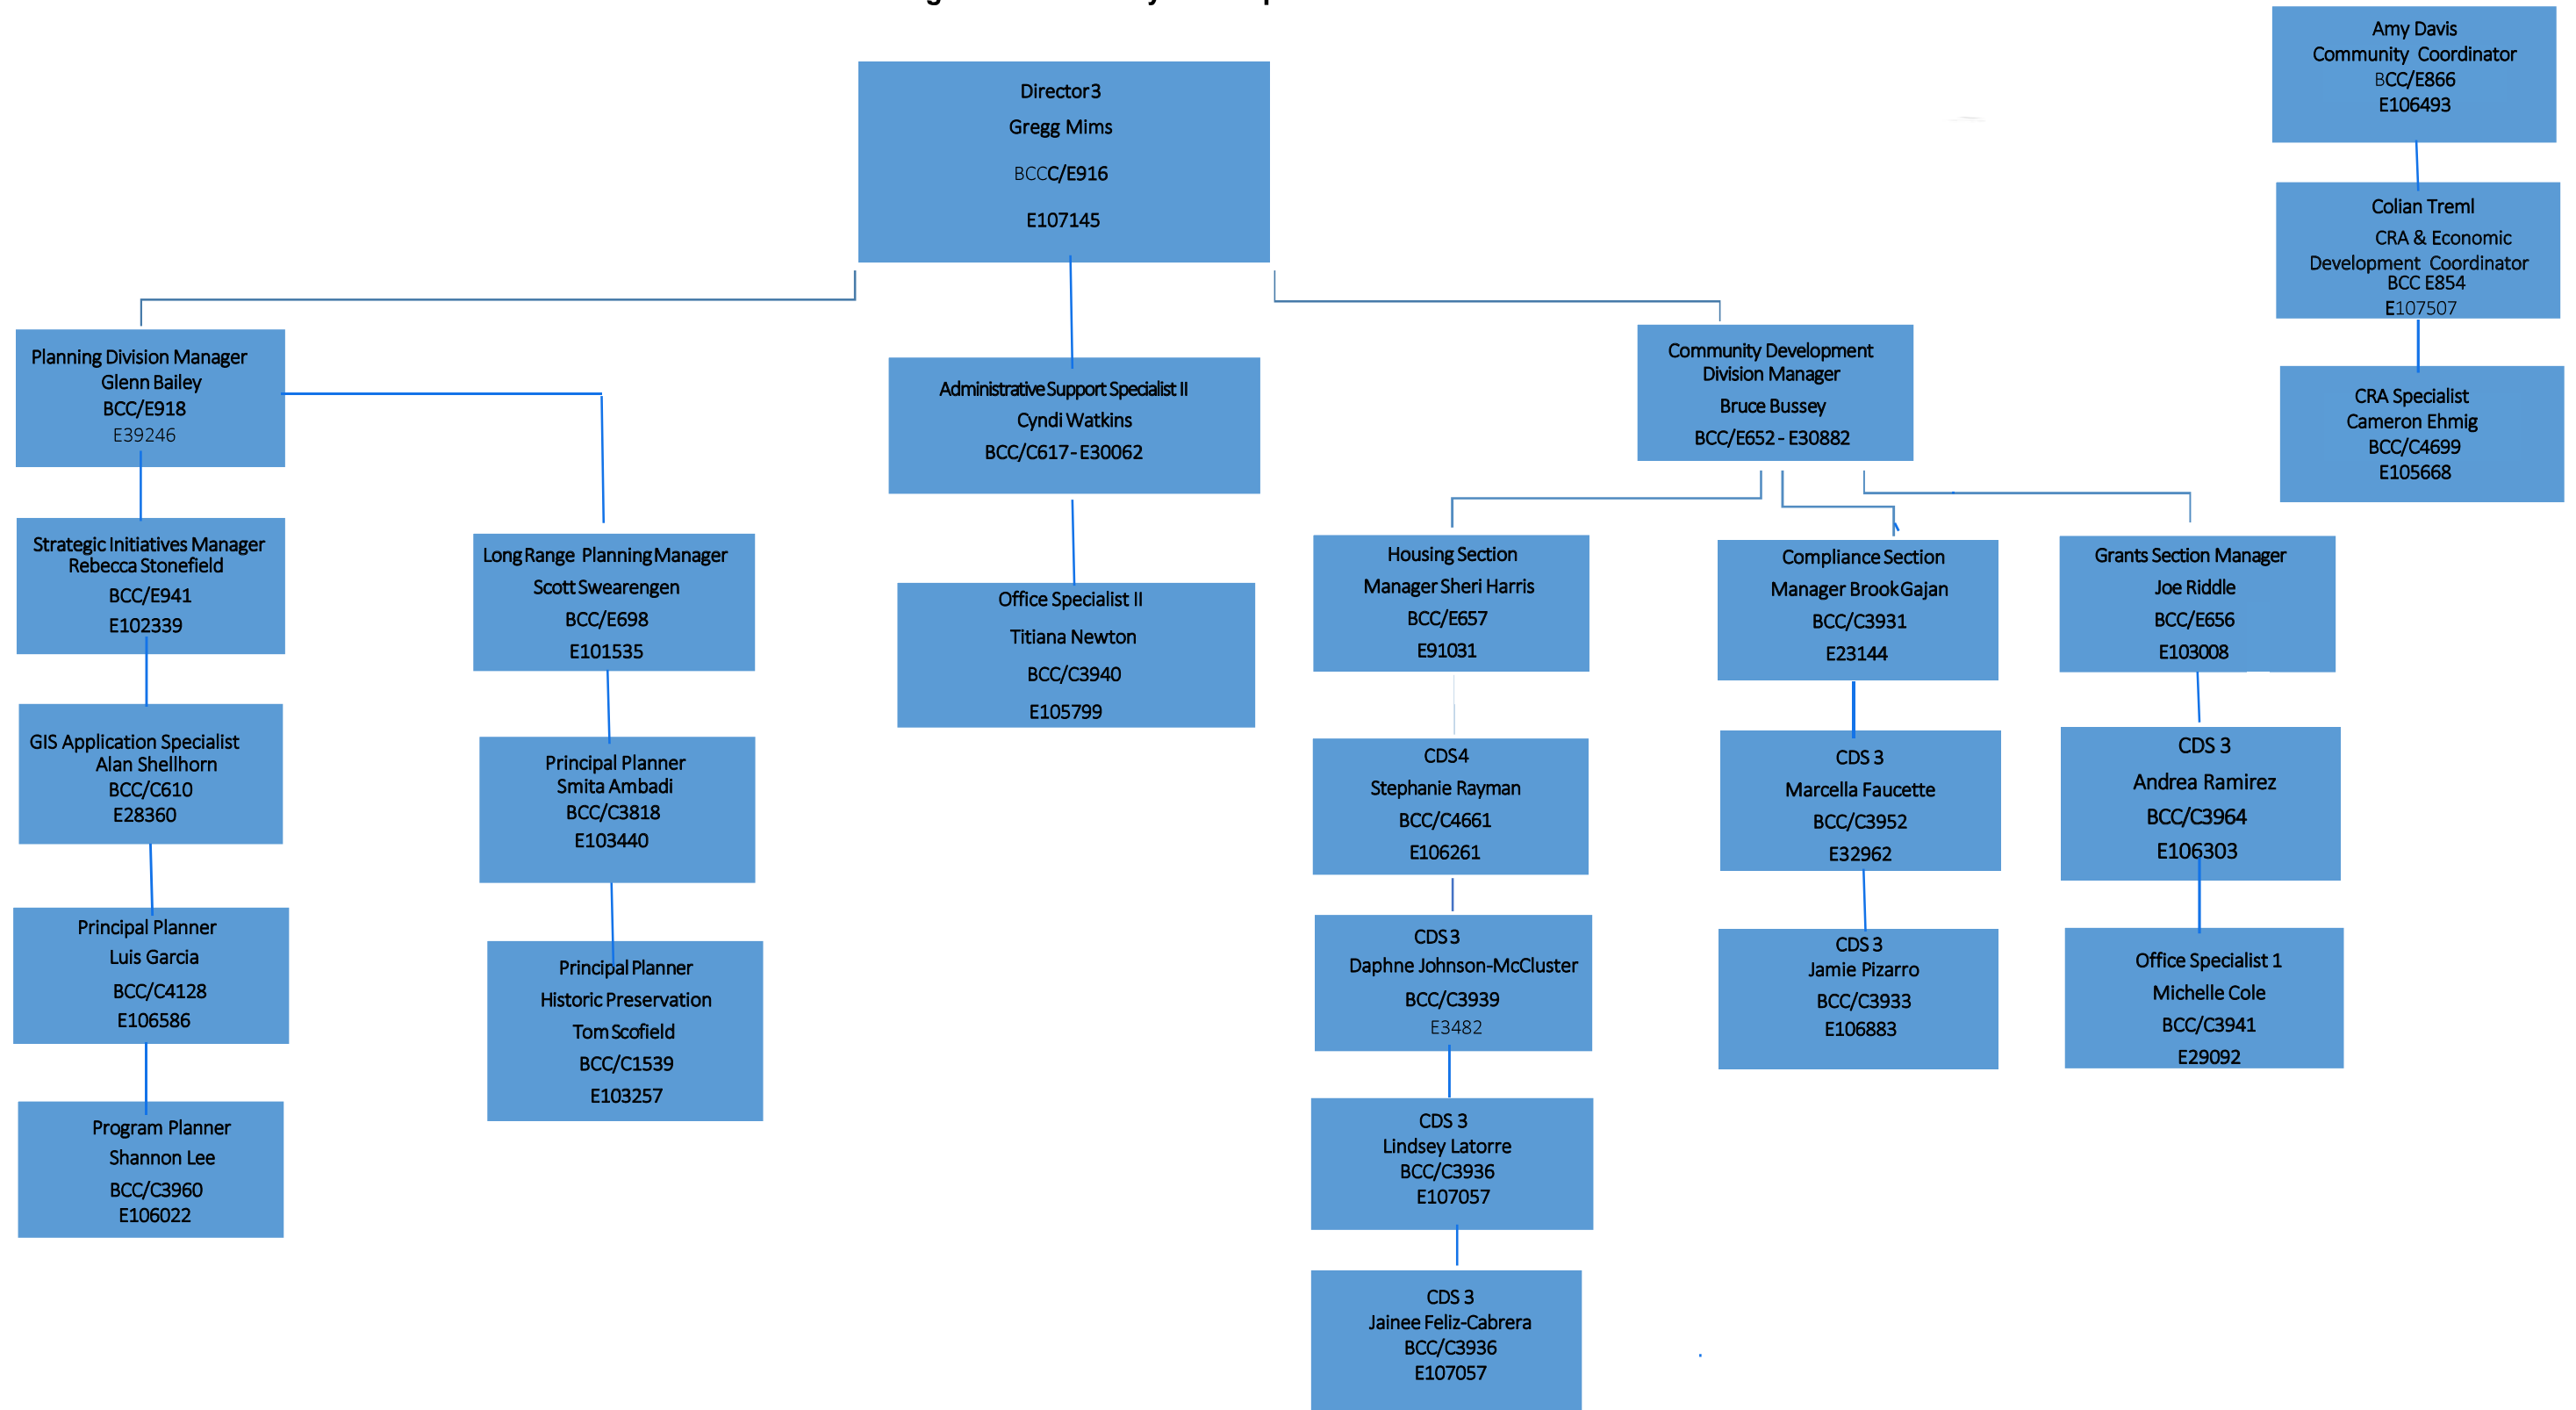 Director 3
Gregg Mims
BCCC/E916
E107145
Amy Davis
Community Coordinator
BCC/E866
E106493
Colian Treml
CRA & Economic
Development Coordinator
BCC E854
E107507
CRA Specialist
Cameron Ehmig
BCC/C4699
E105668
Planning Division Manager
Glenn Bailey
BCC/E918
E39246
Administrative Support Specialist II
Cyndi Watkins
BCC/C617 - E30062
Community Development
Division Manager
Bruce Bussey
BCC/E652 - E30882
Strategic Initiatives Manager
Rebecca Stonefield
BCC/E941
E102339
Long Range Planning Manager
Scott Swearengen
BCC/E698
E101535
Office Specialist II
Titiana Newton
BCC/C3940
E105799
Housing Section
Manager Sheri Harris
BCC/E657
E91031
Compliance Section
Manager Brook Gajan
BCC/C3931
E23144
Grants Section Manager
Joe Riddle
BCC/E656
E103008
GIS Application Specialist
Alan Shellhorn
BCC/C610
E28360
Principal Planner
Smita Ambadi
BCC/C3818
E103440
CDS4
Stephanie Rayman
BCC/C4661
E106261
CDS 3
Marcella Faucette
BCC/C3952
E32962
CDS 3
Andrea Ramirez
BCC/C3964
E106303
Principal Planner
Luis Garcia
BCC/C4128
E106586
Principal Planner
Historic Preservation
Tom Scofield
BCC/C1539
E103257
CDS 3
Daphne Johnson-McCluster
BCC/C3939
E3482
CDS 3
Jamie Pizarro
BCC/C3933
E106883
Office Specialist 1
Michelle Cole
BCC/C3941
E29092
Program Planner
Shannon Lee
BCC/C3960
E106022
CDS 3
Lindsey Latorre
BCC/C3936
E107057
CDS 3
Jainee Feliz-Cabrera
BCC/C3936
E107057